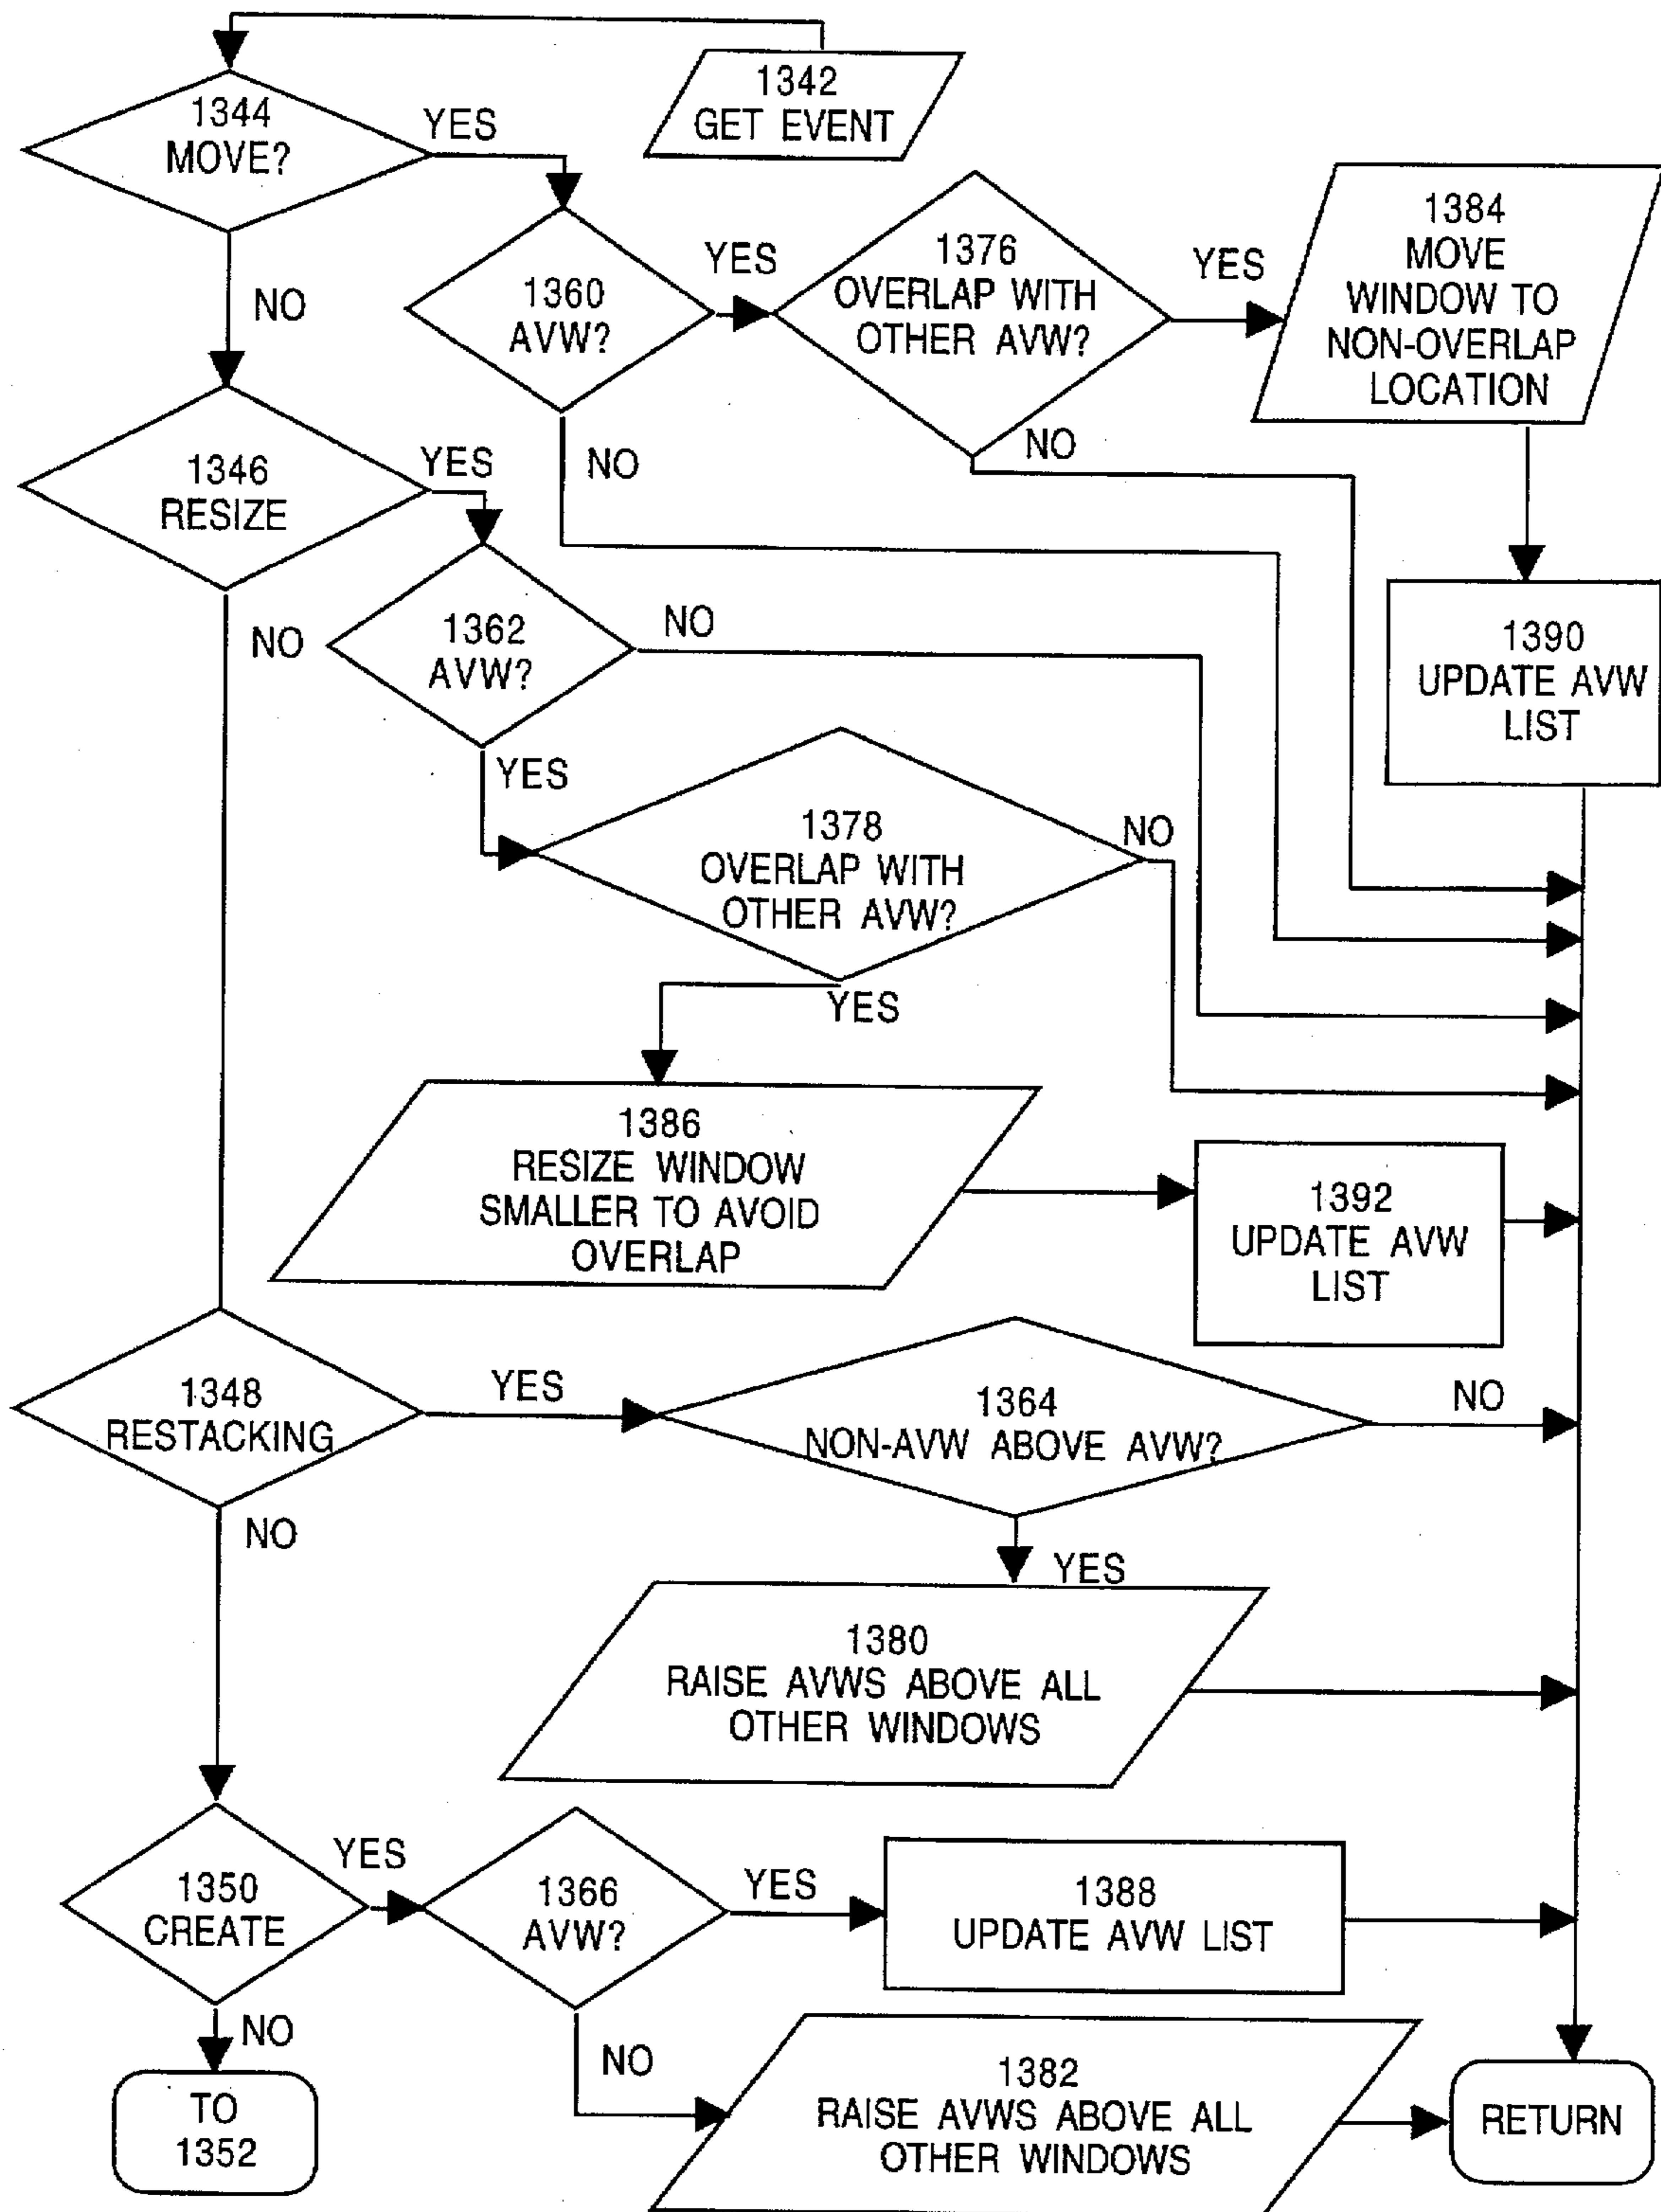 1342
GET EVENT
1344
MOVE?
YES
NO
1360
AVW?
YES
NO
1376
OVERLAP WITH
OTHER AVW?
YES
NO
1384
MOVE
WINDOW TO
NON-OVERLAP
LOCATION
1390
UPDATE AVW
LIST
1346
RESIZE
YES
NO
1362
AVW?
NO
YES
1378
OVERLAP WITH
OTHER AVW?
NO
YES
1386
RESIZE WINDOW
SMALLER TO AVOID
OVERLAP
1392
UPDATE AVW
LIST
1348
RESTACKING
YES
NO
1364
NON-AVW ABOVE AVW?
NO
YES
1380
RAISE AVWS ABOVE ALL
OTHER WINDOWS
1350
CREATE
YES
NO
1366
AVW?
YES
NO
1388
UPDATE AVW LIST
1382
RAISE AVWS ABOVE ALL
OTHER WINDOWS
TO
1352
RETURN